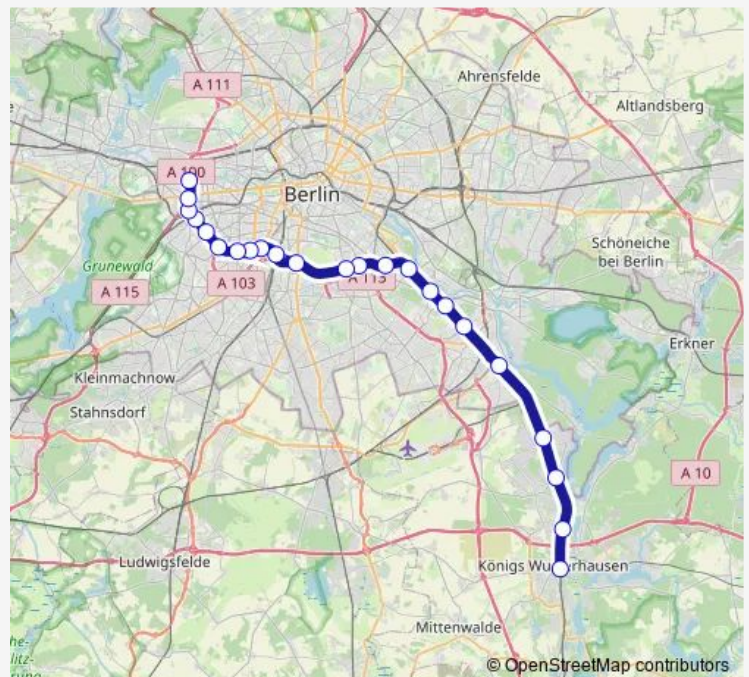 Ahrensfelde
A 111
Altlandsberg
A 100
Berlin
Schöneiche
bei Berlin
Grunewald
A 103
A 113
A 115
Erkner
Kleinmachnow
Stahnsdorf
A 10
Ludwigsfelde
Königs Wusterhausen
Mittenwalde
© OpenStreetMap contributors